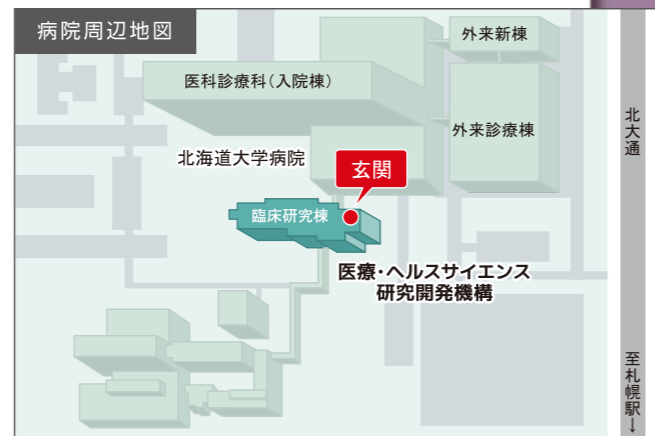 病院周辺地図
外来新棟
医科診療科(入院棟)
外来診療棟
北大通
北海道大学病院
玄関
臨床研究棟
医療・ヘルスサイエンス
研究開発機構
至札幌駅↓